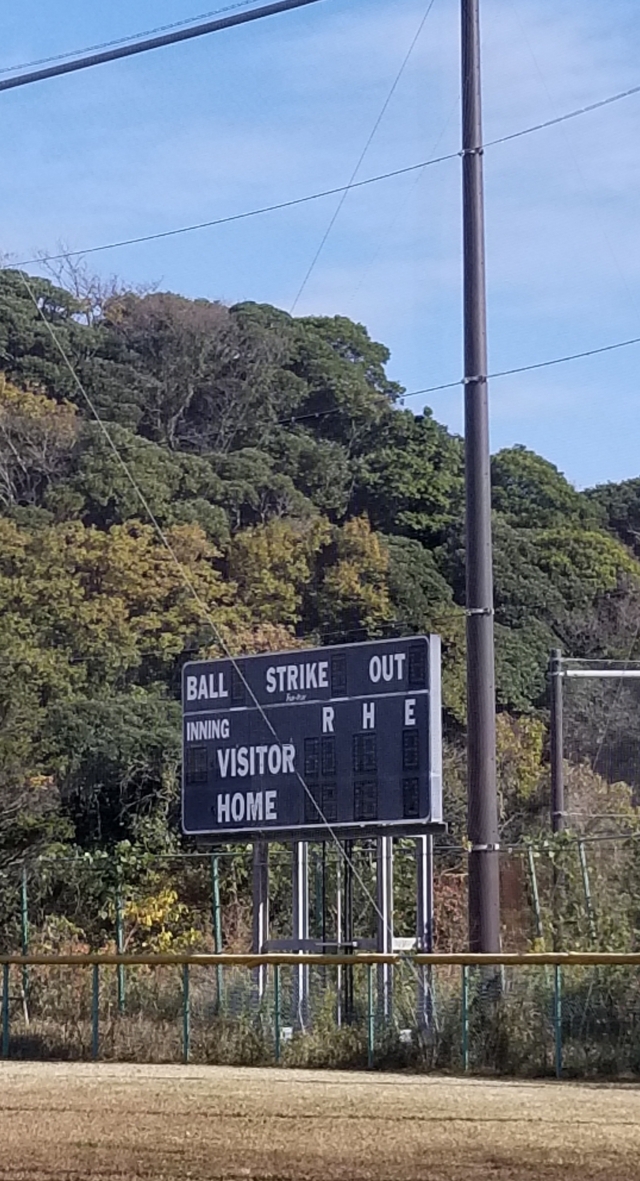 BALL STRIKE OUT
INNING R H E
VISITOR
HOME